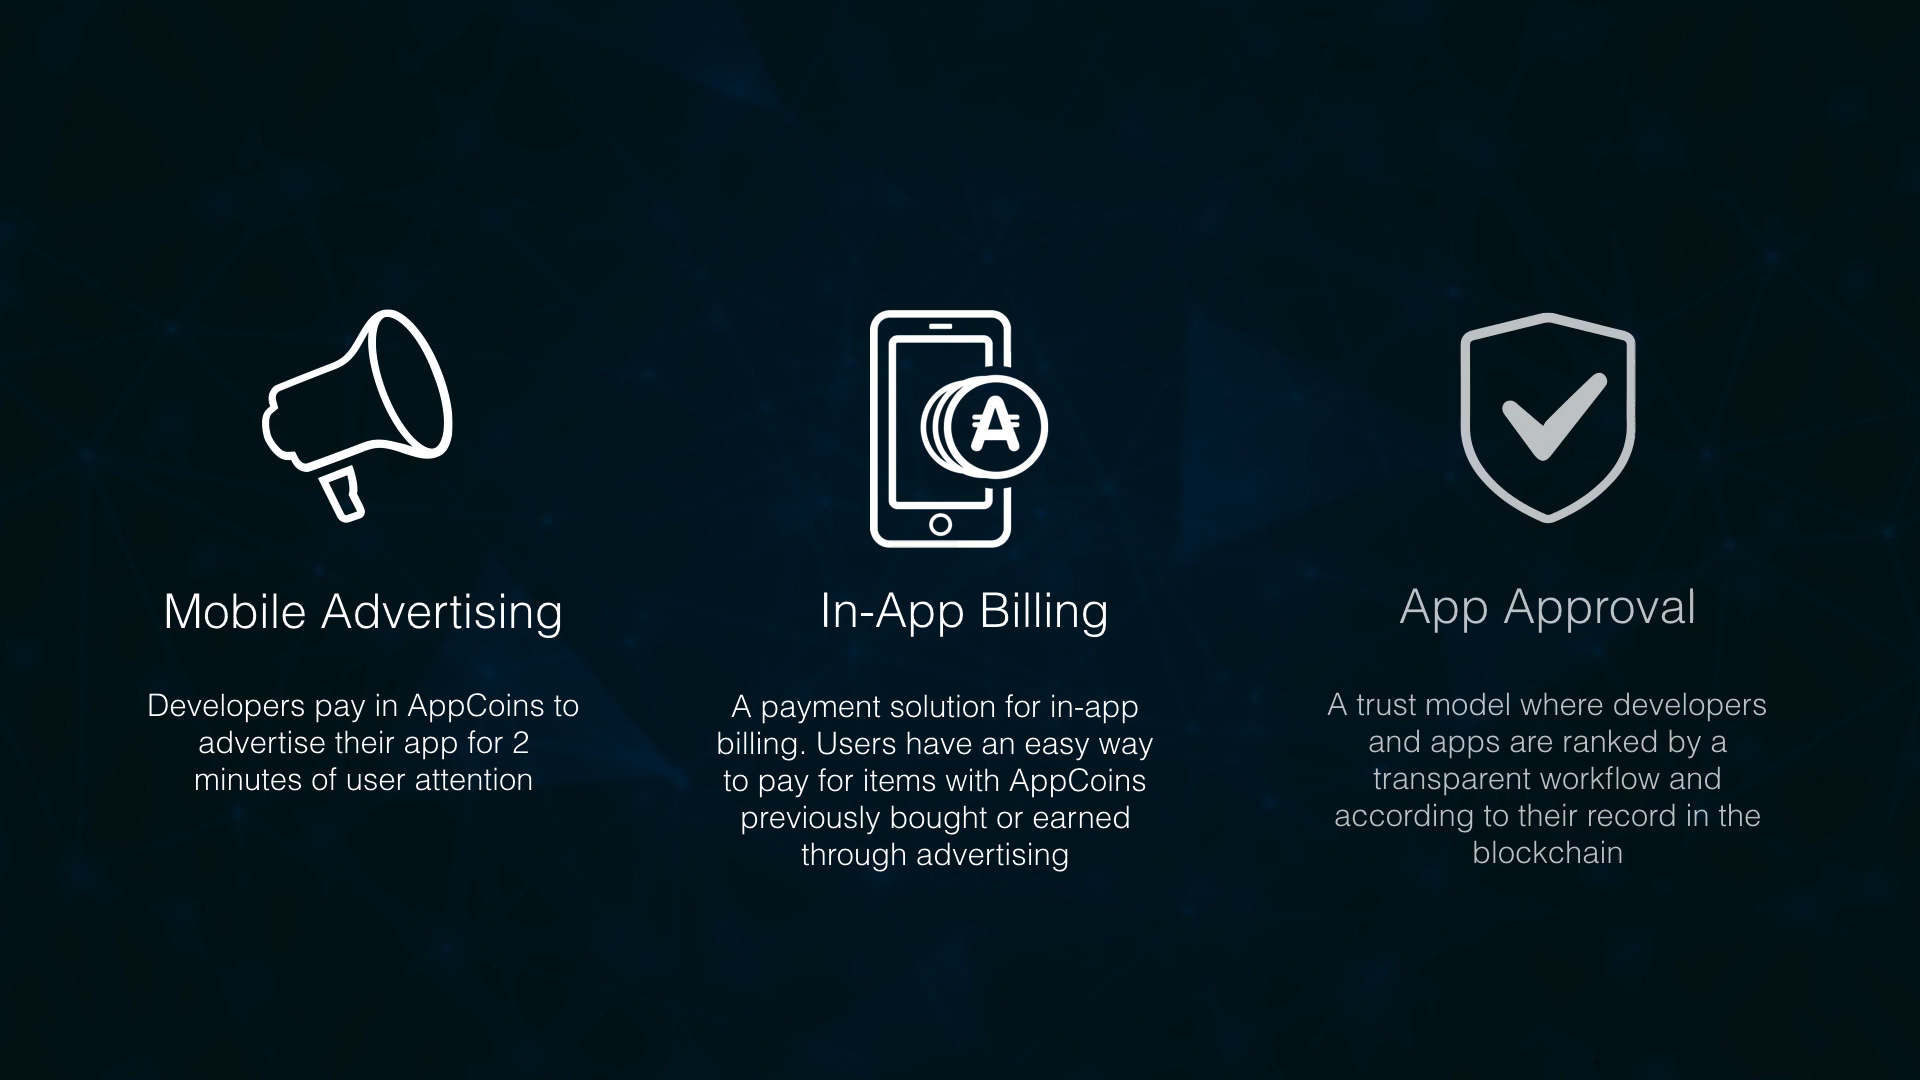 Mobile Advertising
Developers pay in AppCoins to
advertise their app for 2
minutes of user attention
In-App Billing
A payment solution for in-app
billing. Users have an easy way
to pay for items with AppCoins
previously bought or earned
through advertising
App Approval
A trust model where developers
and apps are ranked by a
transparent workflow and
according to their record in the
blockchain